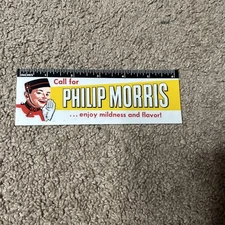 Call for
PHILIP MORRIS
... enjoy mildness and flavor!